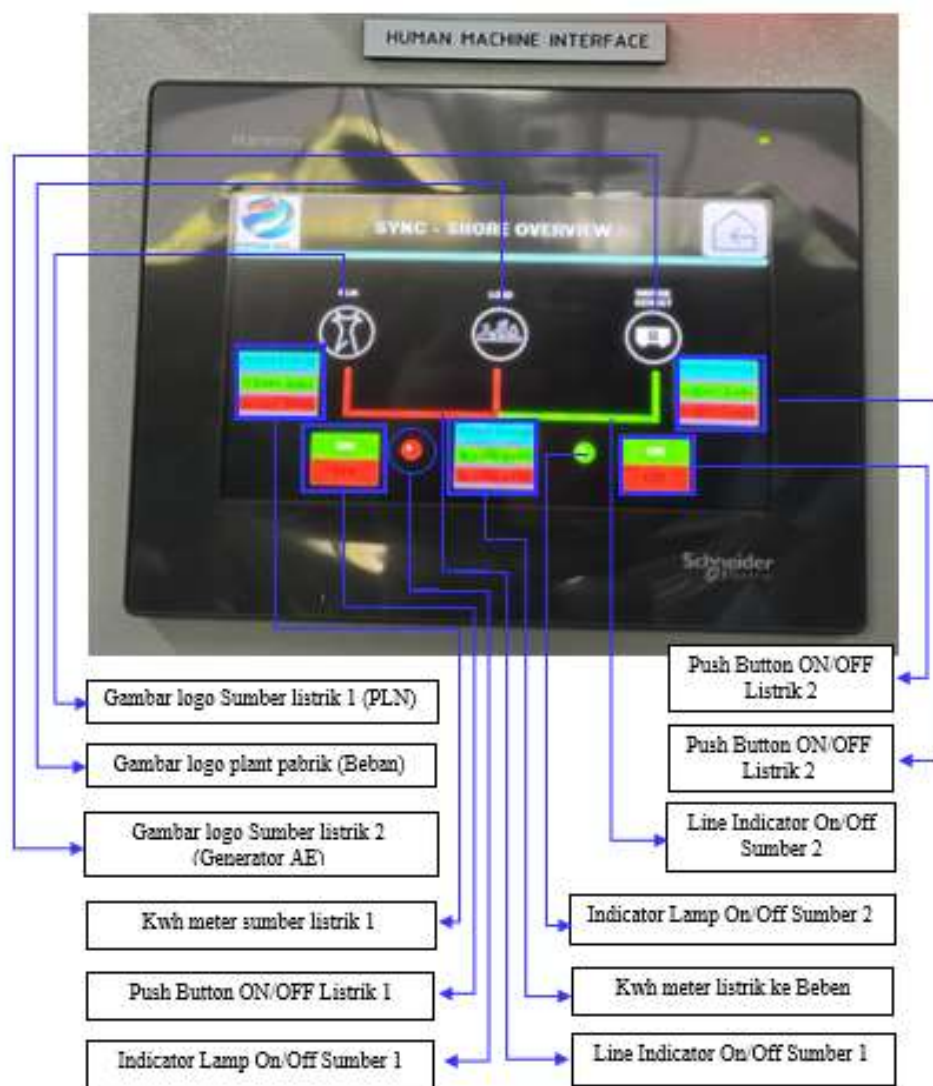 HUMAN MACHINE INTERFACE
SYNC - SHORE OVERVIEW
LOAD
Schneider
Electric
Gambar logo Sumber listrik 1 (PLN)
Gambar logo plant pabrik (Beban)
Gambar logo Sumber listrik 2
(Generator AE)
Kwh meter sumber listrik 1
Push Button ON/OFF Listrik 1
Indicator Lamp On/Off Sumber 1
Push Button ON/OFF
Listrik 2
Push Button ON/OFF
Listrik 2
Line Indicator On/Off
Sumber 2
Indicator Lamp On/Off Sumber 2
Kwh meter listrik ke Beben
Line Indicator On/Off Sumber 1